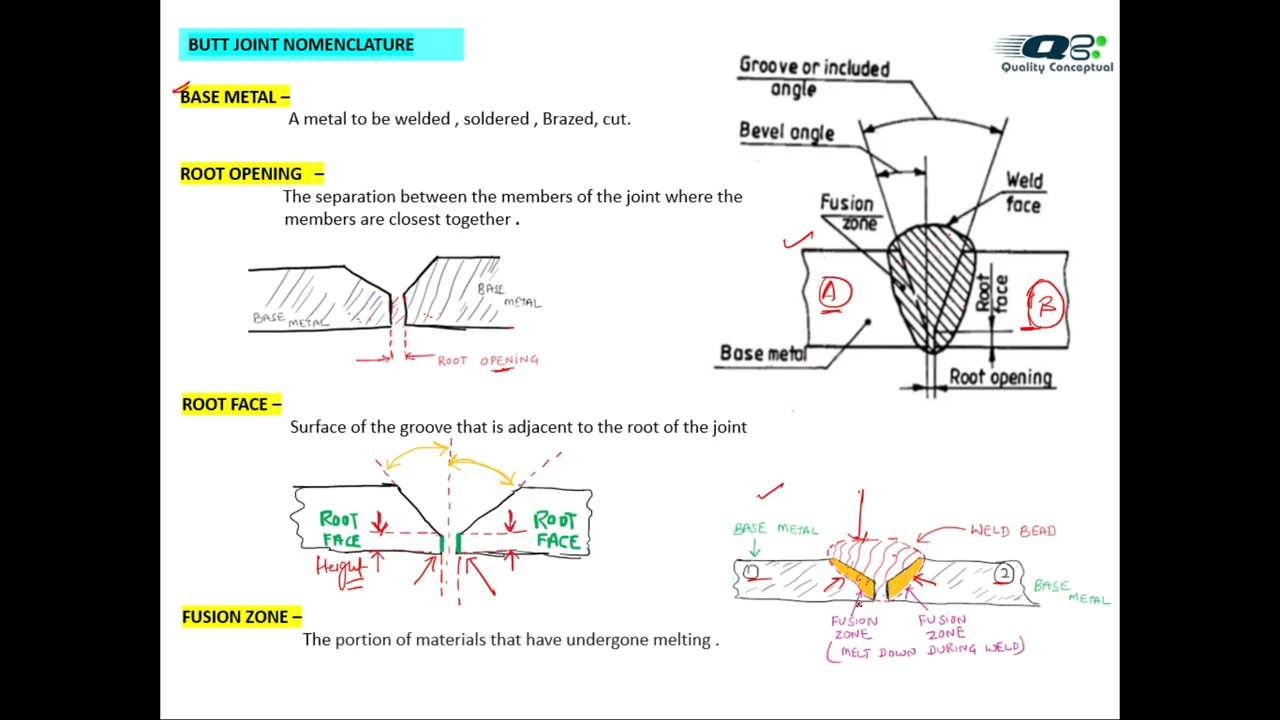 BUTT JOINT NOMENCLATURE
QC
Quality Conceptual
BASE METAL –
A metal to be welded , soldered , Brazed, cut.
ROOT OPENING –
The separation between the members of the joint where the
members are closest together .
BASE METAL
BASE
METAL
ROOT OPENING
ROOT FACE –
Surface of the groove that is adjacent to the root of the joint
ROOT
FACE
ROOT
FACE
Height
FUSION ZONE –
The portion of materials that have undergone melting .
Groove or included
angle
Bevel angle
Weld
face
Fusion
zone
A
B
Root
face
Base metal
Root opening
BASE METAL
WELD BEAD
1
2
BASE
METAL
FUSION
ZONE
FUSION
ZONE
(MELT DOWN DURING WELD)